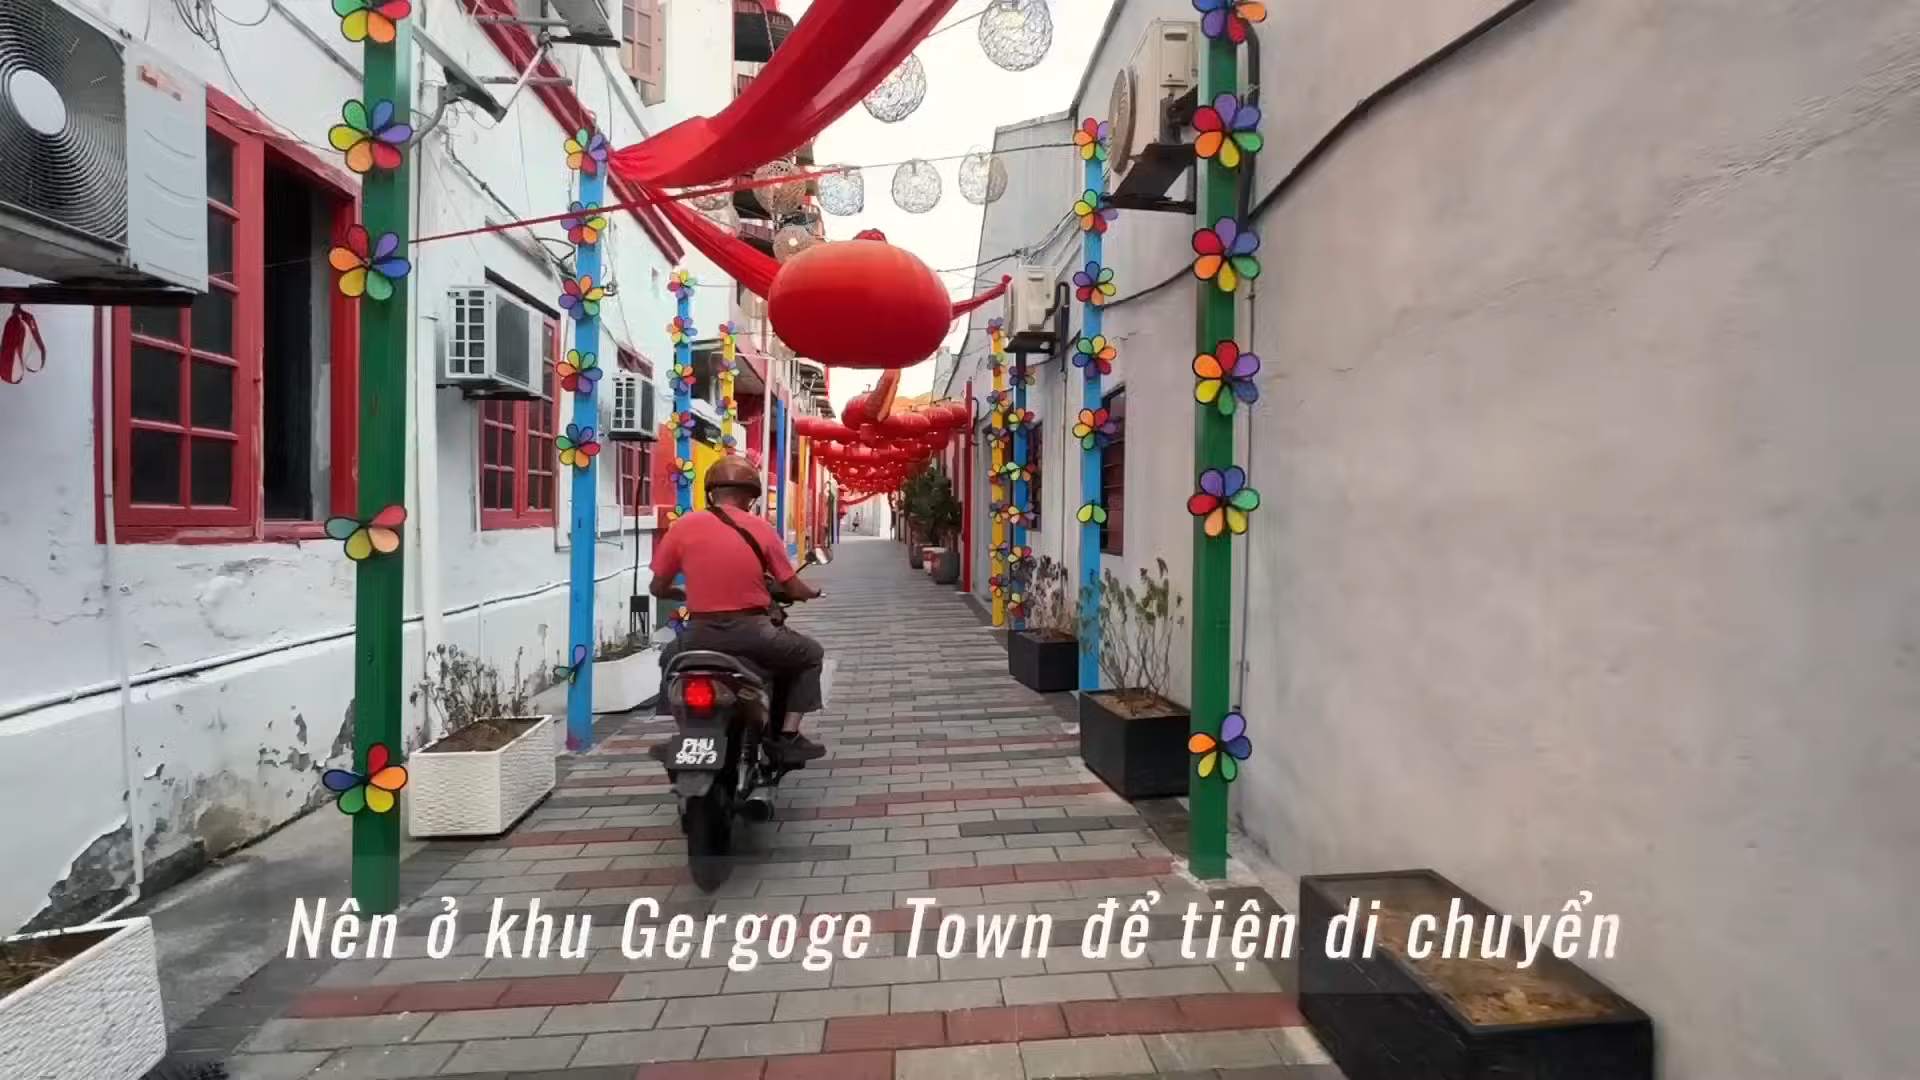 PHU
9673
Nên ở khu Gergoge Town để tiện di chuyển